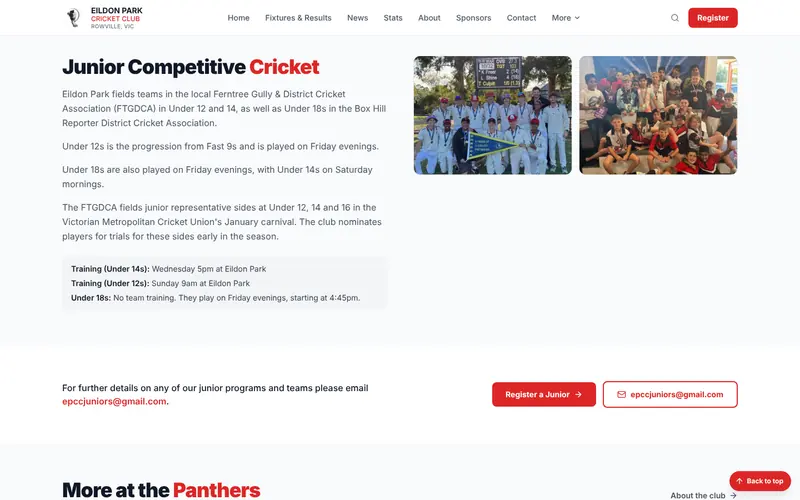 EILDON PARK
CRICKET CLUB
ROWVILLE, VIC
Home
Fixtures & Results
News
Stats
About
Sponsors
Contact
More
Register
Junior Competitive Cricket
Eildon Park fields teams in the local Ferntree Gully & District Cricket
Association (FTGDCA) in Under 12 and 14, as well as Under 18s in the Box Hill
Reporter District Cricket Association.
Under 12s is the progression from Fast 9s and is played on Friday evenings.
Under 18s are also played on Friday evenings, with Under 14s on Saturday
mornings.
The FTGDCA fields junior representative sides at Under 12, 14 and 16 in the
Victorian Metropolitan Cricket Union's January carnival. The club nominates
players for trials for these sides early in the season.
Training (Under 14s): Wednesday 5pm at Eildon Park
Training (Under 12s): Sunday 9am at Eildon Park
Under 18s: No team training. They play on Friday evenings, starting at 4:45pm.
For further details on any of our junior programs and teams please email
epccjuniors@gmail.com.
Register a Junior
epccjuniors@gmail.com
More at the Panthers
About the club
Back to top